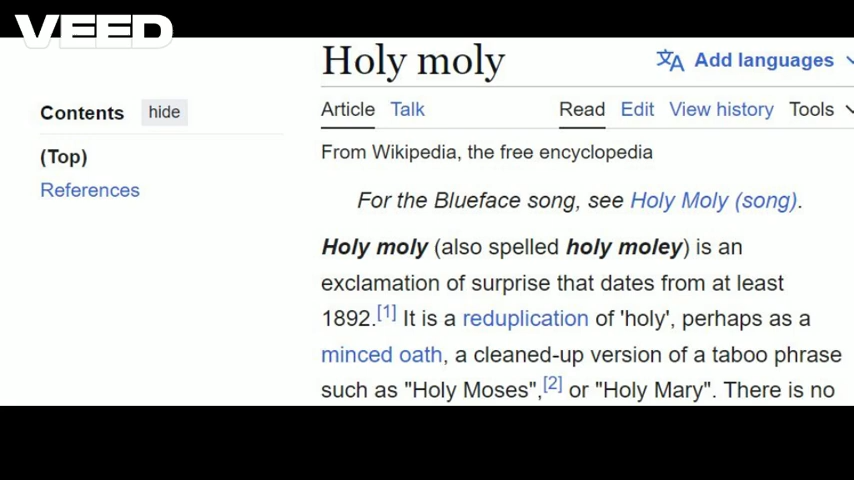 VEED
Holy moly
Add languages
Contents hide
Article Talk Read Edit View history Tools
(Top)
From Wikipedia, the free encyclopedia
References
For the Blueface song, see Holy Moly (song).
Holy moly (also spelled holy moley) is an
exclamation of surprise that dates from at least
1892.[1] It is a reduplication of 'holy', perhaps as a
minced oath, a cleaned-up version of a taboo phrase
such as "Holy Moses",[2] or "Holy Mary". There is no